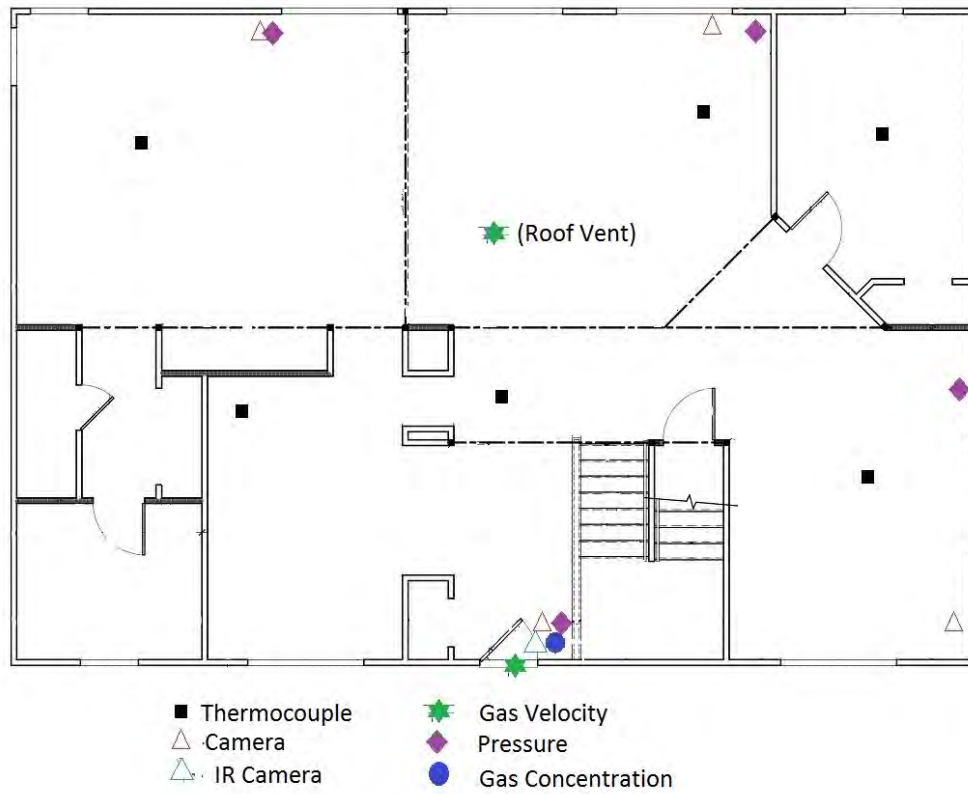 (Roof Vent)
Thermocouple
Camera
IR Camera
Gas Velocity
Pressure
Gas Concentration